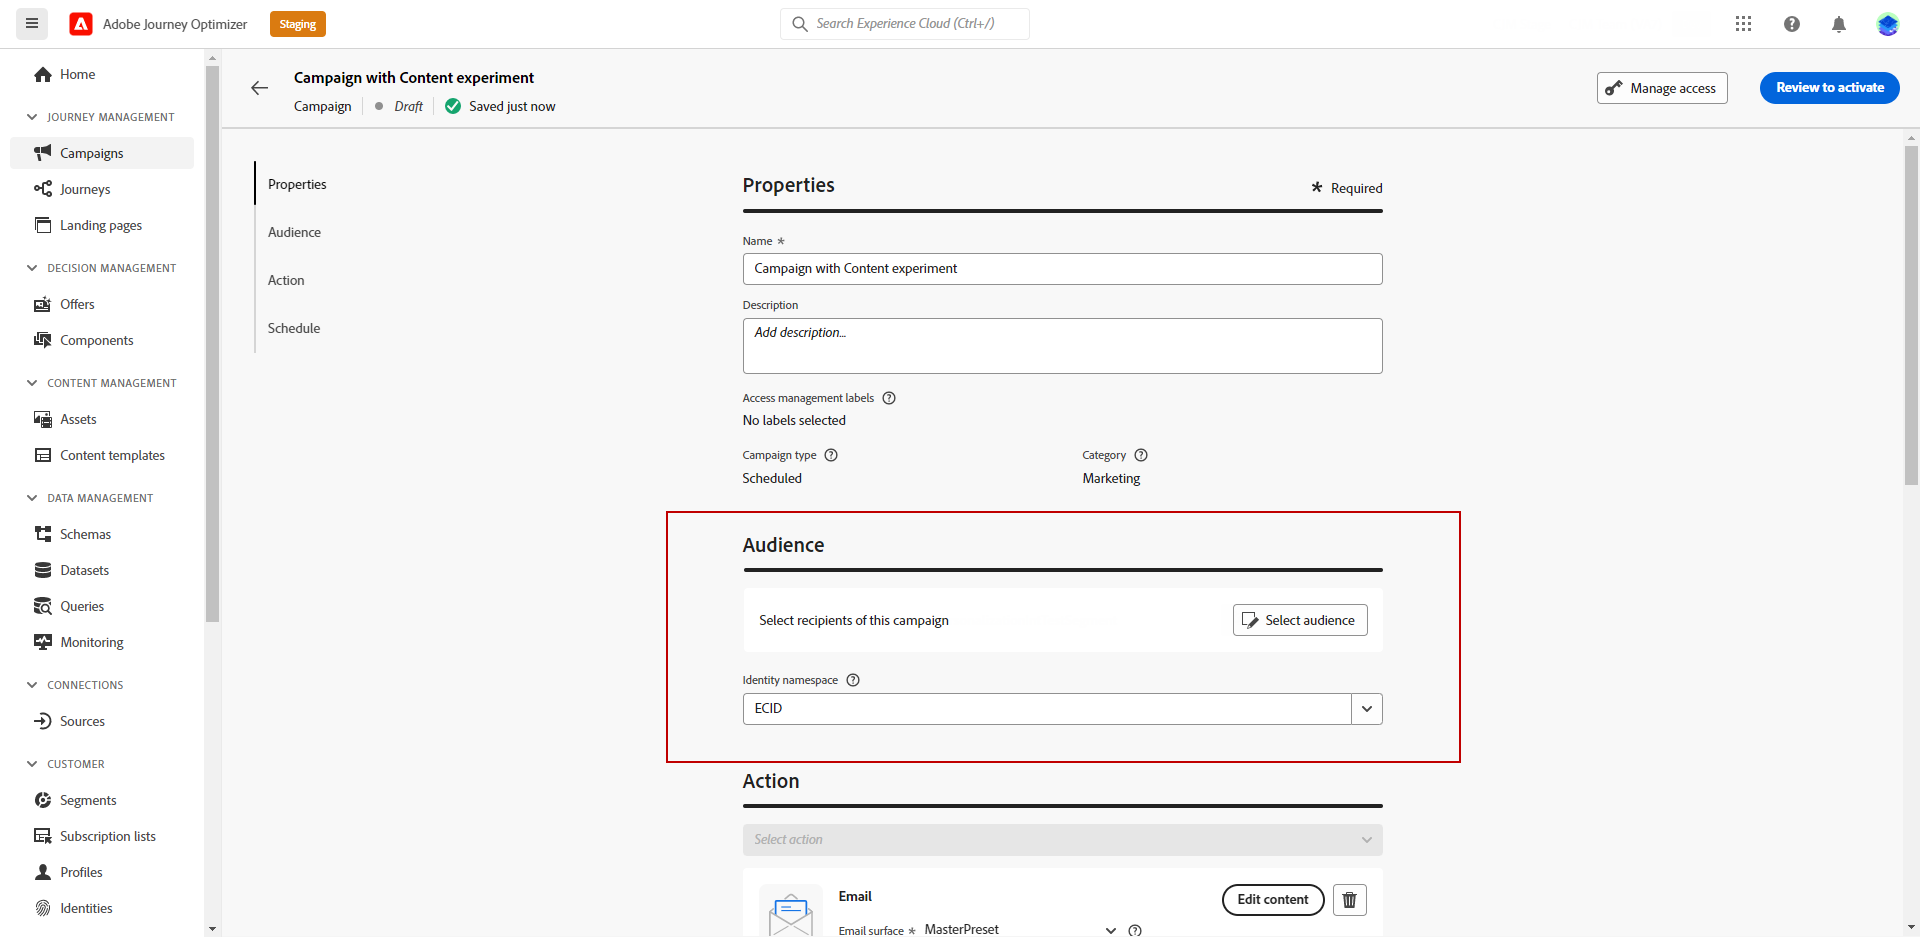 Adobe Journey Optimizer
Staging
Search Experience Cloud (Ctrl+/)
Home
JOURNEY MANAGEMENT
Campaigns
Journeys
Landing pages
DECISION MANAGEMENT
Offers
Components
CONTENT MANAGEMENT
Assets
Content templates
DATA MANAGEMENT
Schemas
Datasets
Queries
Monitoring
CONNECTIONS
Sources
CUSTOMER
Segments
Subscription lists
Profiles
Identities
Campaign with Content experiment
Campaign
Draft
Saved just now
Manage access
Review to activate
Properties
Audience
Action
Schedule
Properties
* Required
Name *
Campaign with Content experiment
Description
Add description...
Access management labels
No labels selected
Campaign type
Scheduled
Category
Marketing
Audience
Select recipients of this campaign
Select audience
Identity namespace
ECID
Action
Select action
Email
Edit content
Email surface * MasterPreset